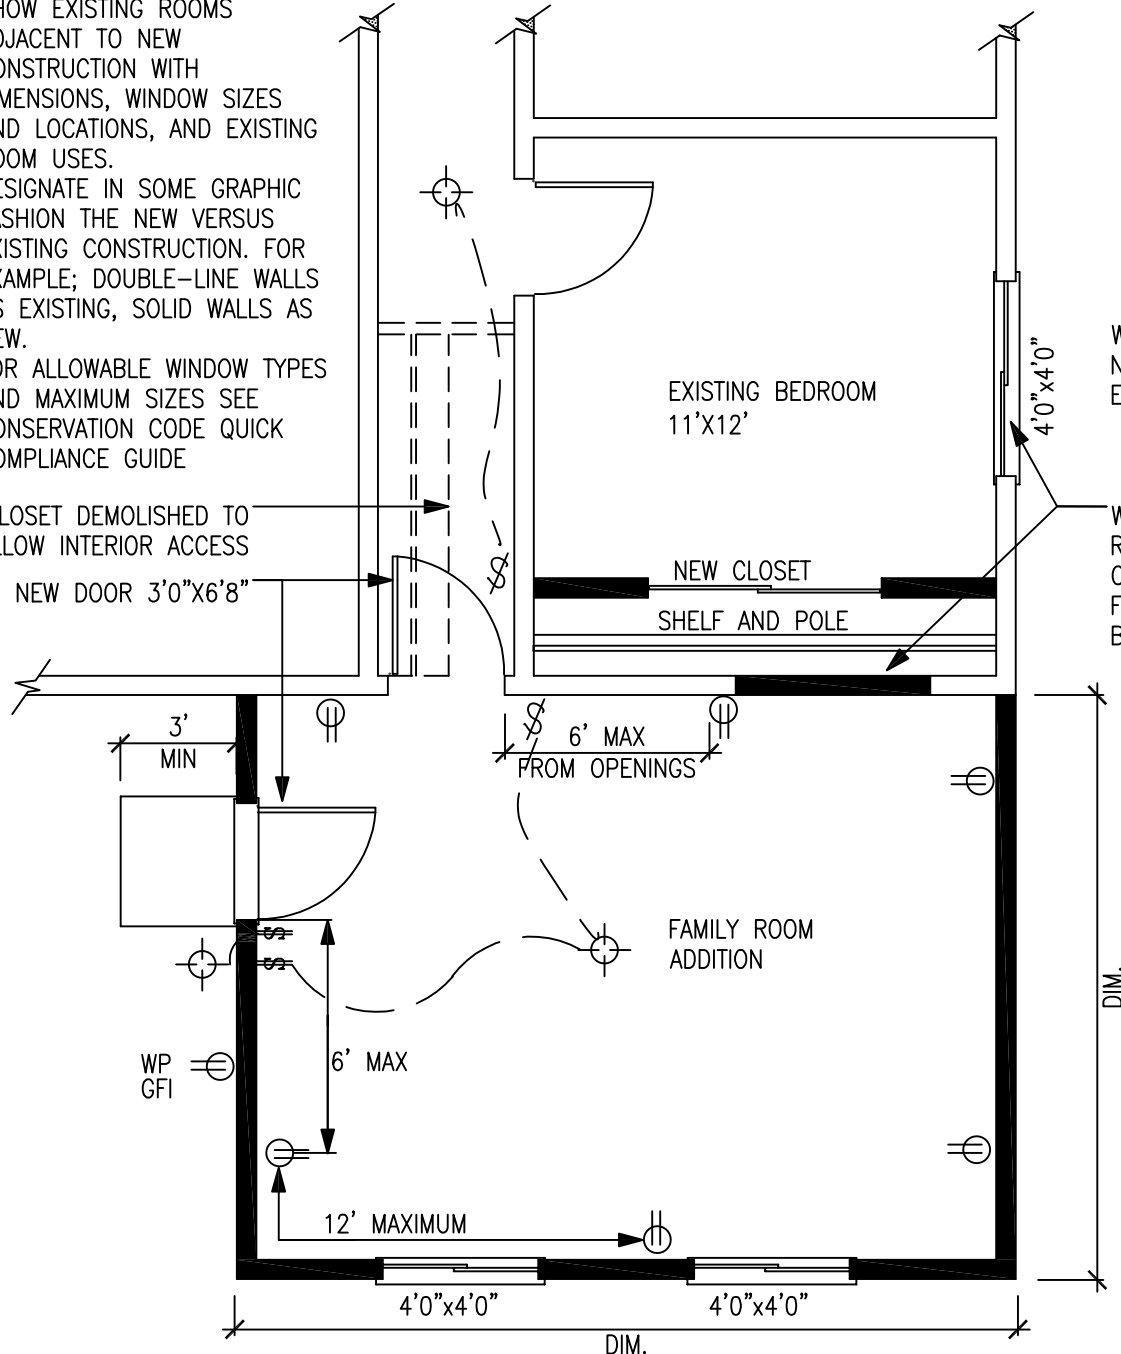 HOW EXISTING ROOMS
DJACENT TO NEW
ONSTRUCTION WITH
IMENSIONS, WINDOW SIZES
ND LOCATIONS, AND EXISTING
OOM USES.
ESIGNATE IN SOME GRAPHIC
ASHION THE NEW VERSUS
XISTING CONSTRUCTION. FOR
XAMPLE; DOUBLE-LINE WALLS
S EXISTING, SOLID WALLS AS
EW.
OR ALLOWABLE WINDOW TYPES
ND MAXIMUM SIZES SEE
ONSERVATION CODE QUICK
OMPLIANCE GUIDE
LOSET DEMOLISHED TO
LLOW INTERIOR ACCESS
NEW DOOR 3'0"X6'8"
EXISTING BEDROOM
11'X12'
4'0"x4'0"
W
N
E
W
R
C
F
B
NEW CLOSET
SHELF AND POLE
$
$
6' MAX
FROM OPENINGS
3'
MIN
FAMILY ROOM
ADDITION
$
$
6' MAX
WP
GFI
12' MAXIMUM
4'0"x4'0"
4'0"x4'0"
DIM.
DIM.